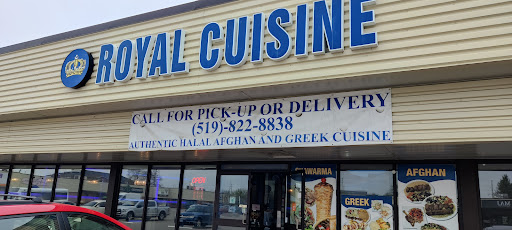 ROYAL CUISINE
CALL FOR PICK-UP OR DELIVERY
(519)-822-8838
AUTHENTIC HALAL AFGHAN AND GREEK CUISINE
SHAWARMA
GREEK
AFGHAN
OPEN